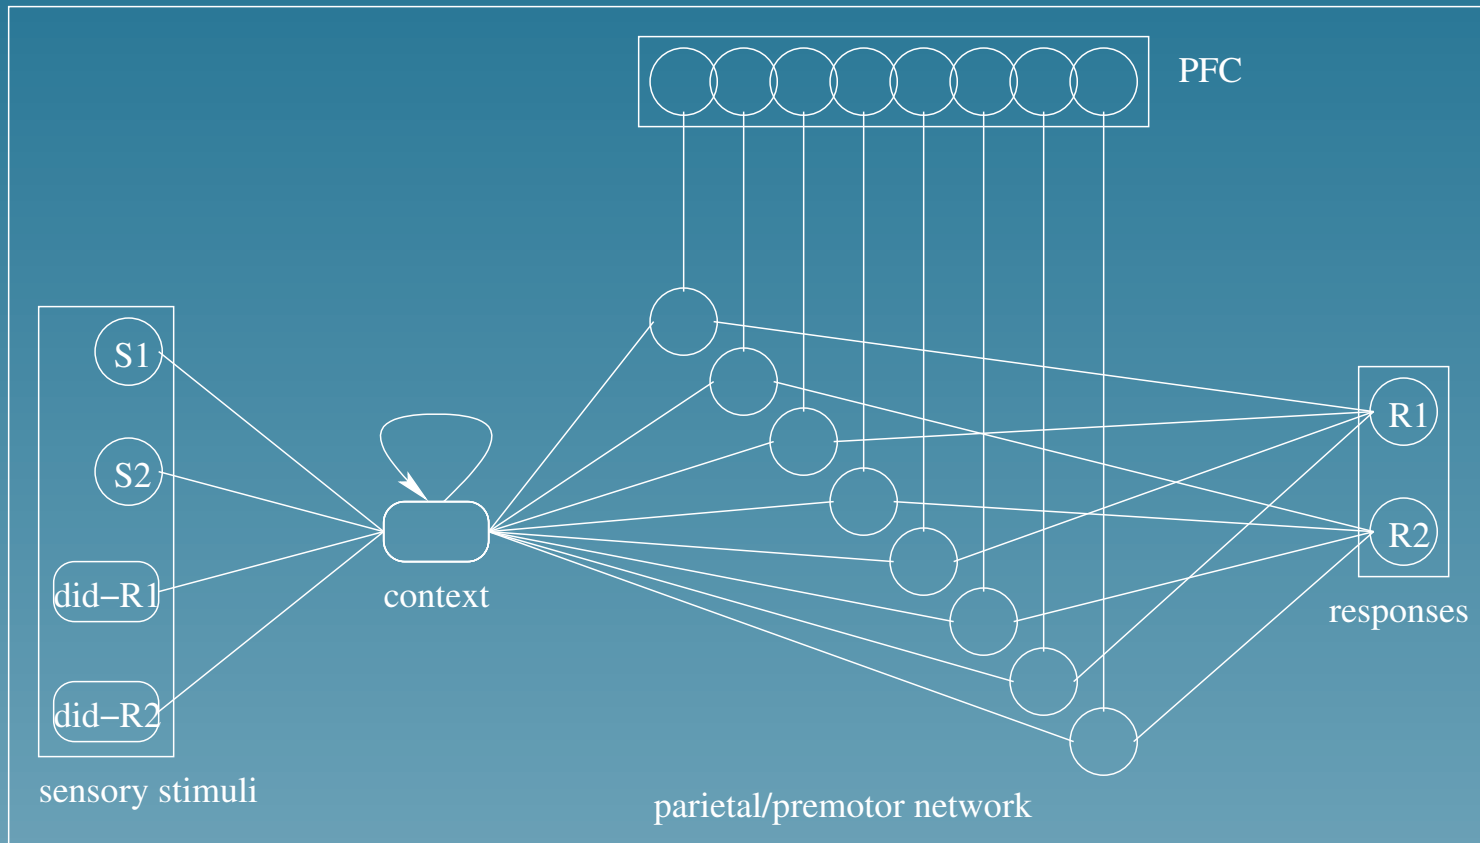 PFC
S1
S2
did–R1
did–R2
sensory stimuli
context
parietal/premotor network
R1
R2
responses